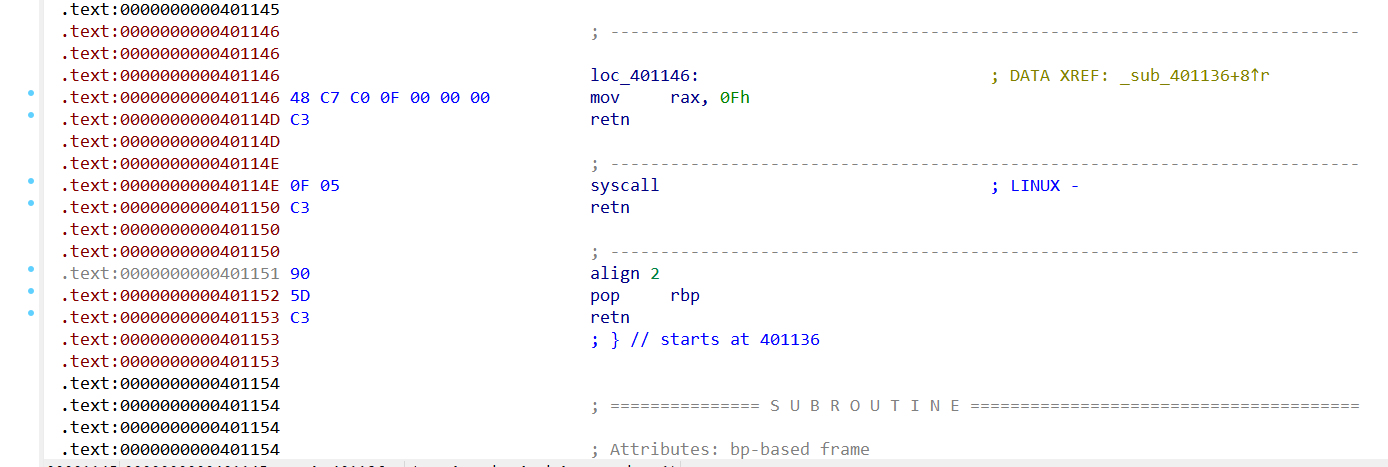 .text:0000000000401145
.text:0000000000401146 ; ---------------------------------------------------------------------------
.text:0000000000401146
.text:0000000000401146 loc_401146: ; DATA XREF: _sub_401136+8↑r
.text:0000000000401146 48 C7 C0 0F 00 00 00 mov rax, 0Fh
.text:000000000040114D C3 retn
.text:000000000040114D
.text:000000000040114E ; ---------------------------------------------------------------------------
.text:000000000040114E 0F 05 syscall ; LINUX -
.text:0000000000401150 C3 retn
.text:0000000000401150
.text:0000000000401150 ; ---------------------------------------------------------------------------
.text:0000000000401151 90 align 2
.text:0000000000401152 5D pop rbp
.text:0000000000401153 C3 retn
.text:0000000000401153 ; } // starts at 401136
.text:0000000000401153
.text:0000000000401154
.text:0000000000401154 ; =============== S U B R O U T I N E =======================================
.text:0000000000401154
.text:0000000000401154 ; Attributes: bp-based frame